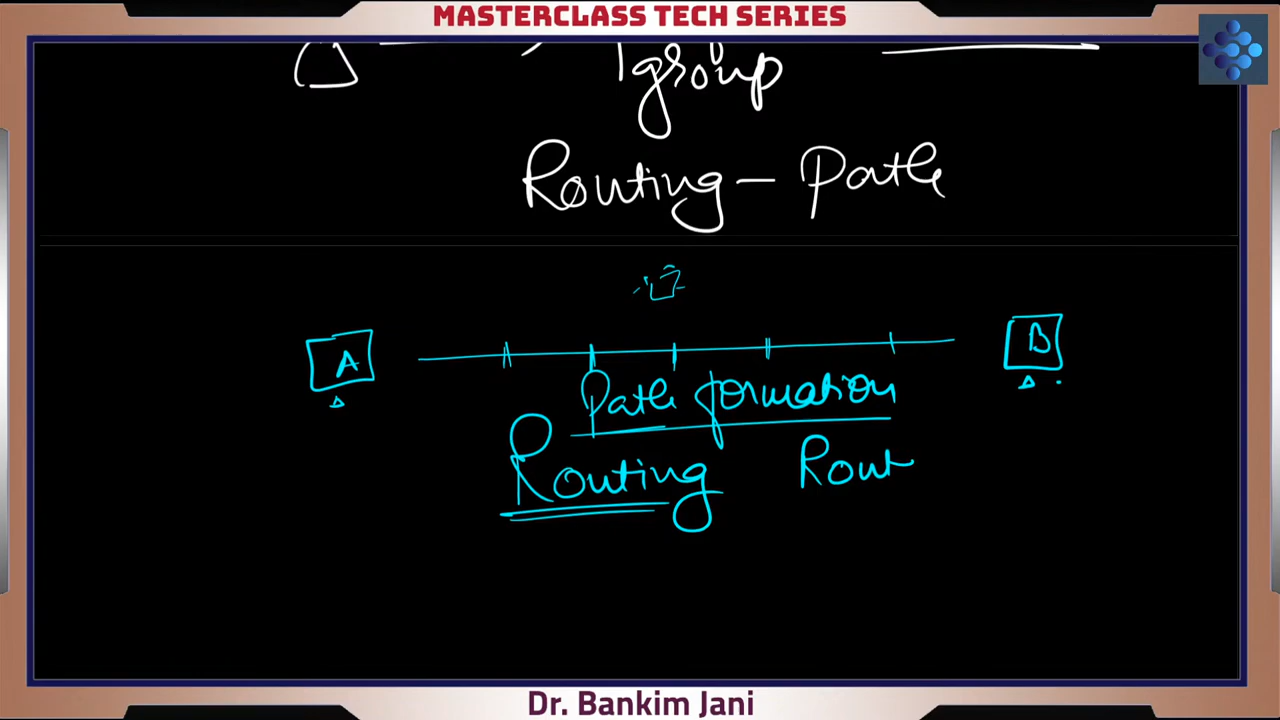 MASTERCLASS TECH SERIES
group
Routing - Path
A B
Path formation
Routing Rout
Dr. Bankim Jani